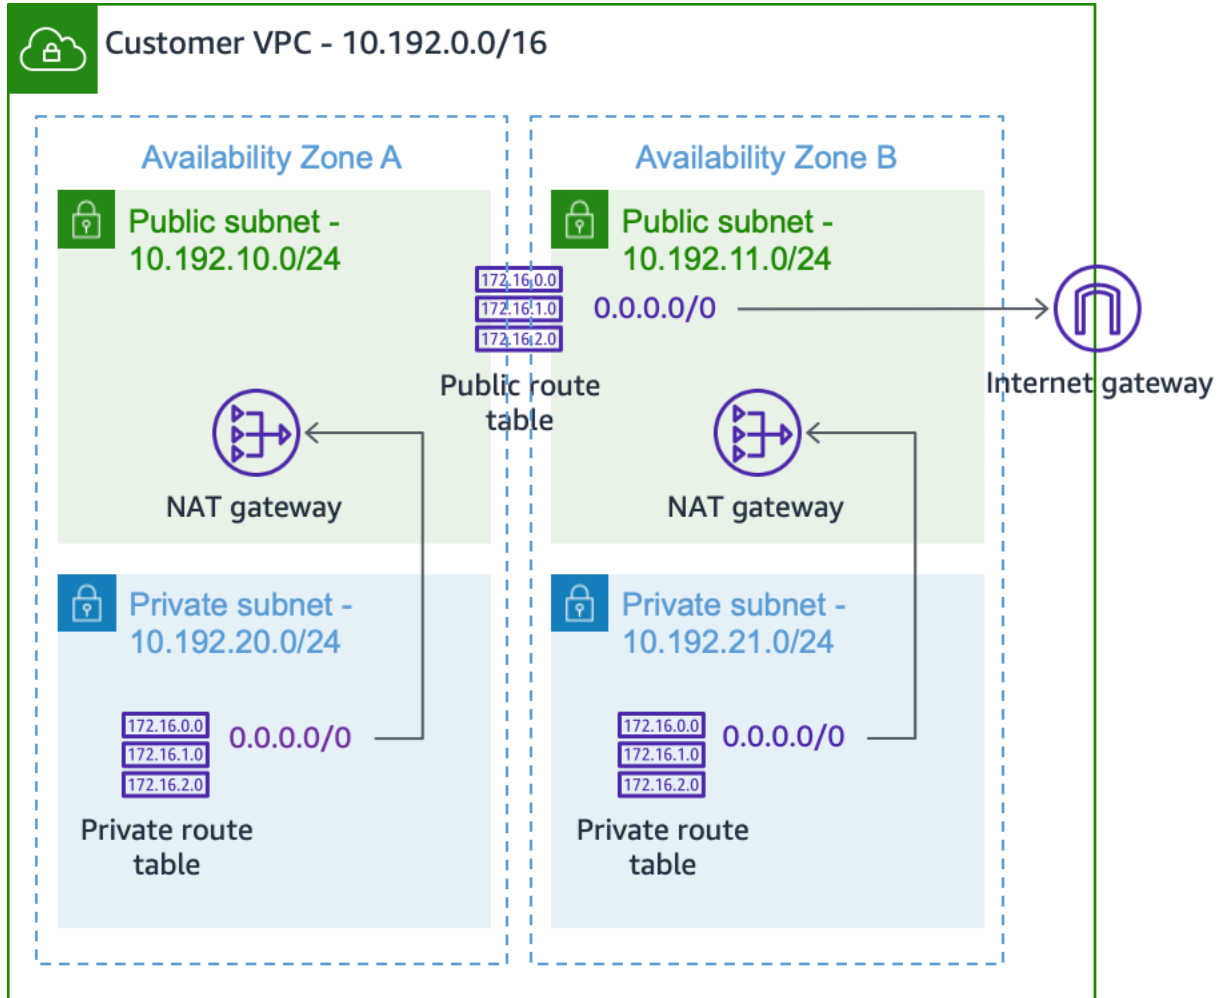 Customer VPC - 10.192.0.0/16
Availability Zone A
Public subnet -
10.192.10.0/24
NAT gateway
Private subnet -
10.192.20.0/24
172.16.0.0
172.16.1.0
172.16.2.0
0.0.0.0/0
Private route
table
172.16.0.0
172.16.1.0
172.16.2.0
Public route
table
Availability Zone B
Public subnet -
10.192.11.0/24
0.0.0.0/0
NAT gateway
Private subnet -
10.192.21.0/24
172.16.0.0
172.16.1.0
172.16.2.0
0.0.0.0/0
Private route
table
Internet gateway